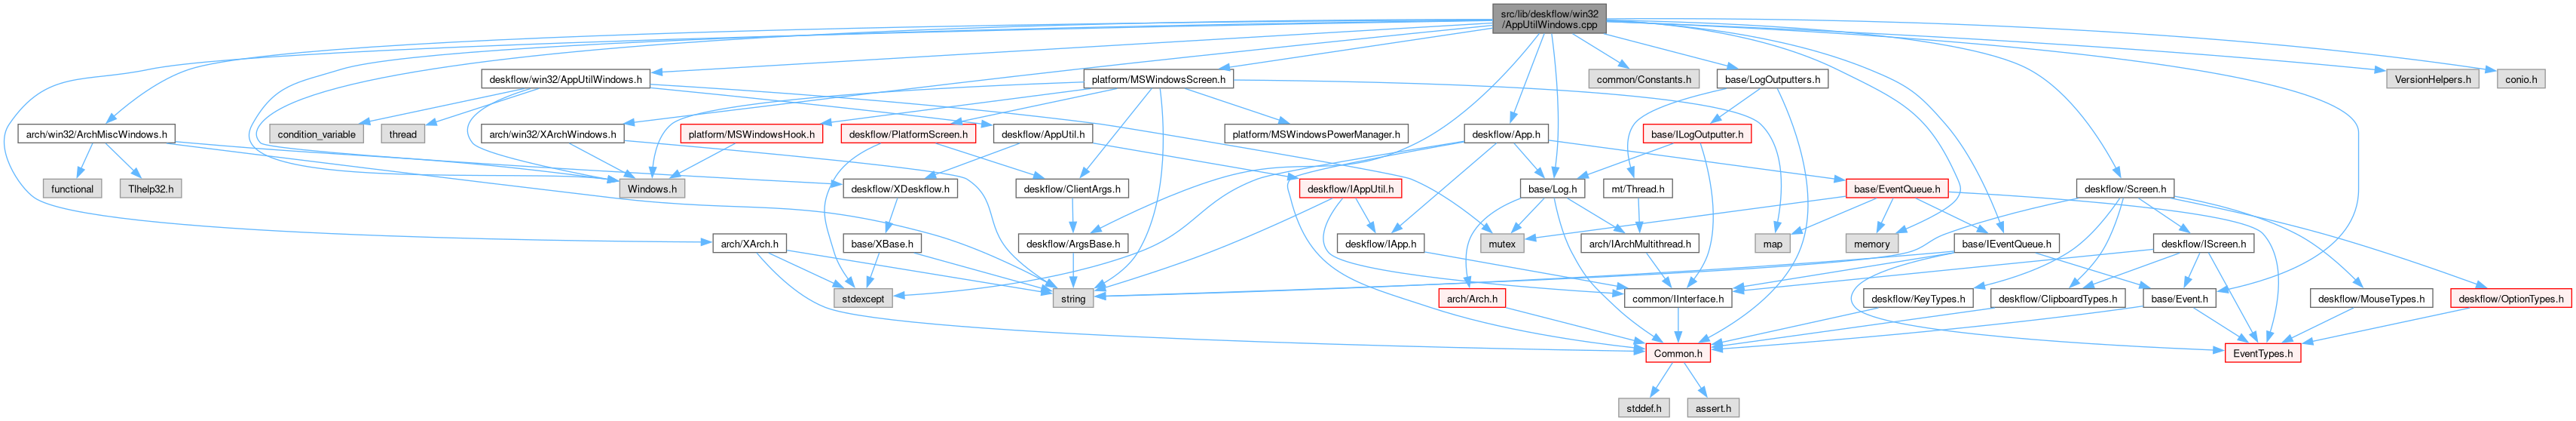 src/lib/deskflow/win32
/AppUtilWindows.cpp
deskflow/win32/AppUtilWindows.h
platform/MSWindowsScreen.h
common/Constants.h
base/LogOutputters.h
VersionHelpers.h
conio.h
arch/win32/ArchMiscWindows.h
condition_variable
thread
arch/win32/XArchWindows.h
platform/MSWindowsHook.h
deskflow/PlatformScreen.h
deskflow/AppUtil.h
platform/MSWindowsPowerManager.h
deskflow/App.h
base/ILogOutputter.h
functional
Tlhelp32.h
Windows.h
deskflow/XDeskflow.h
deskflow/ClientArgs.h
deskflow/IAppUtil.h
base/Log.h
mt/Thread.h
base/EventQueue.h
deskflow/Screen.h
arch/XArch.h
base/XBase.h
deskflow/ArgsBase.h
deskflow/IApp.h
mutex
arch/IArchMultithread.h
map
memory
base/IEventQueue.h
deskflow/IScreen.h
stdexcept
string
arch/Arch.h
common/IInterface.h
deskflow/KeyTypes.h
deskflow/ClipboardTypes.h
base/Event.h
deskflow/MouseTypes.h
deskflow/OptionTypes.h
Common.h
EventTypes.h
stddef.h
assert.h